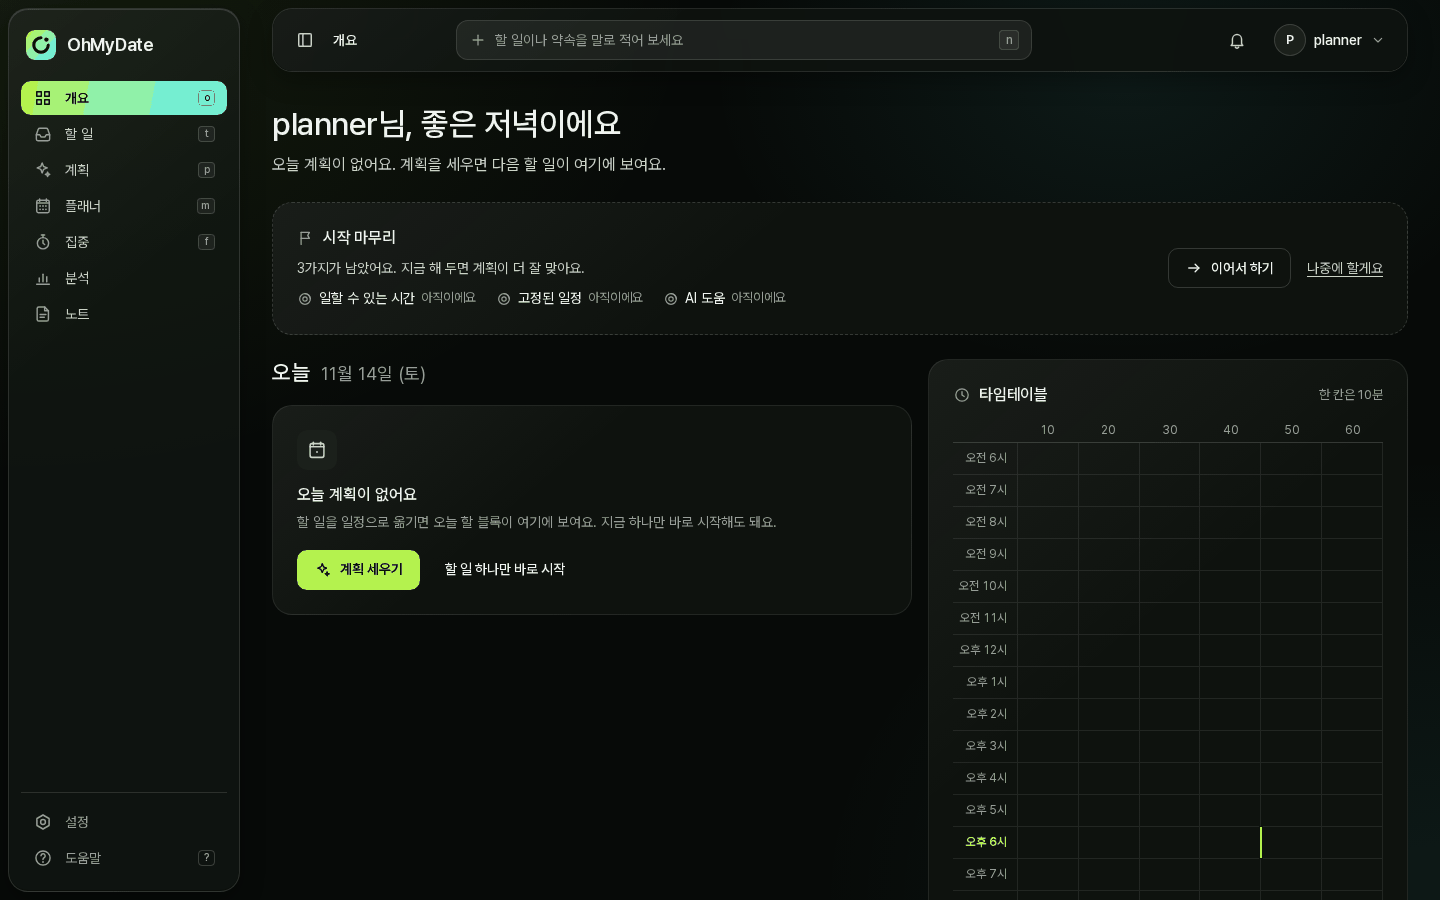 OhMyDate
개요 o
할 일 t
계획 p
플래너 m
집중 f
분석
노트
설정
도움말 ?
개요
할 일이나 약속을 말로 적어 보세요 n
P planner
planner님, 좋은 저녁이에요
오늘 계획이 없어요. 계획을 세우면 다음 할 일이 여기에 보여요.
시작 마무리
3가지가 남았어요. 지금 해 두면 계획이 더 잘 맞아요.
일할 수 있는 시간 아직이에요 고정된 일정 아직이에요 AI 도움 아직이에요
이어서 하기 나중에 할게요
오늘 11월 14일 (토)
오늘 계획이 없어요
할 일을 일정으로 옮기면 오늘 할 블록이 여기에 보여요. 지금 하나만 바로 시작해도 돼요.
계획 세우기 할 일 하나만 바로 시작
타임테이블 한 칸은 10분
10 20 30 40 50 60
오전 6시
오전 7시
오전 8시
오전 9시
오전 10시
오전 11시
오후 12시
오후 1시
오후 2시
오후 3시
오후 4시
오후 5시
오후 6시
오후 7시